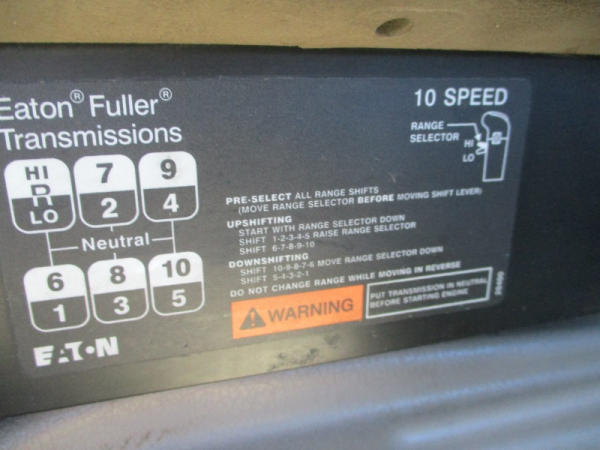 Eaton® Fuller®
Transmissions
HI
R
LO
7
2
9
4
Neutral
6
1
8
3
10
5
EATON
10 SPEED
RANGE
SELECTOR
HI
LO
PRE-SELECT ALL RANGE SHIFTS
(MOVE RANGE SELECTOR BEFORE MOVING SHIFT LEVER)
UPSHIFTING
START WITH RANGE SELECTOR DOWN
SHIFT 1-2-3-4-5 RAISE RANGE SELECTOR
SHIFT 6-7-8-9-10
DOWNSHIFTING
SHIFT 10-9-8-7-6 MOVE RANGE SELECTOR DOWN
SHIFT 5-4-3-2-1
DO NOT CHANGE RANGE WHILE MOVING IN REVERSE
WARNING
PUT TRANSMISSION IN NEUTRAL
BEFORE STARTING ENGINE